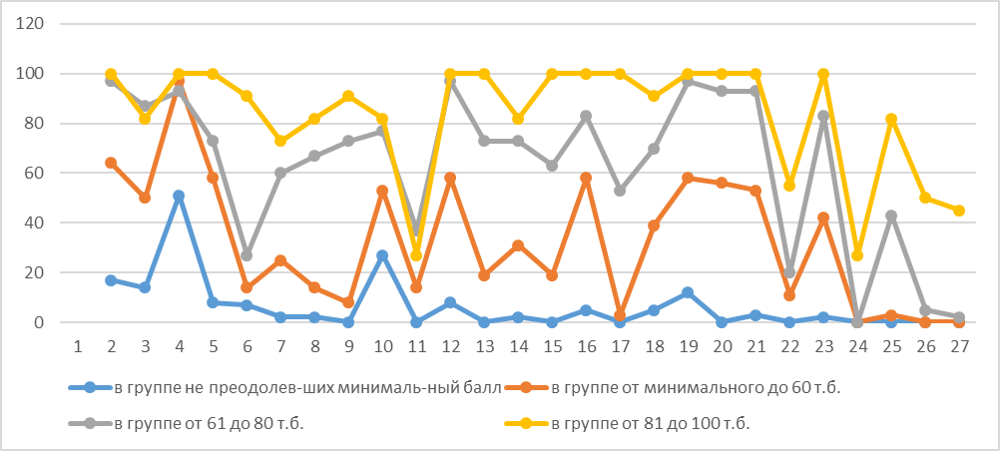 120
100
80
60
40
20
0
1 2 3 4 5 6 7 8 9 10 11 12 13 14 15 16 17 18 19 20 21 22 23 24 25 26 27
в группе не преодолев-ших минималь-ный балл
в группе от минимального до 60 т.б.
в группе от 61 до 80 т.б.
в группе от 81 до 100 т.б.